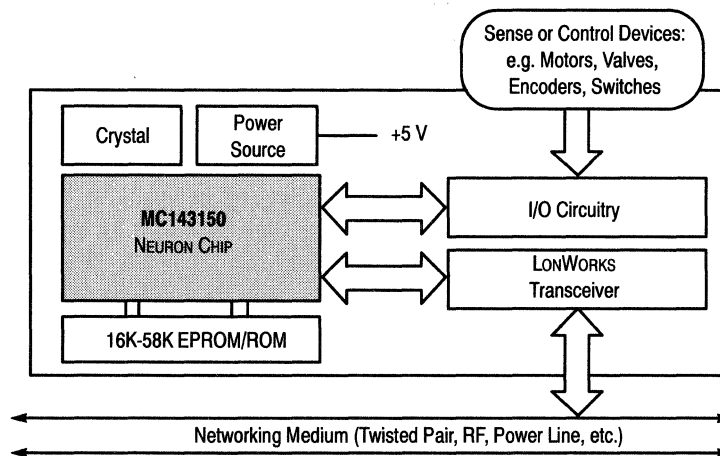 Sense or Control Devices:
e.g. Motors, Valves,
Encoders, Switches
Crystal
Power
Source
+5 V
MC143150
NEURON CHIP
I/O Circuitry
LONWORKS
Transceiver
16K-58K EPROM/ROM
Networking Medium (Twisted Pair, RF, Power Line, etc.)